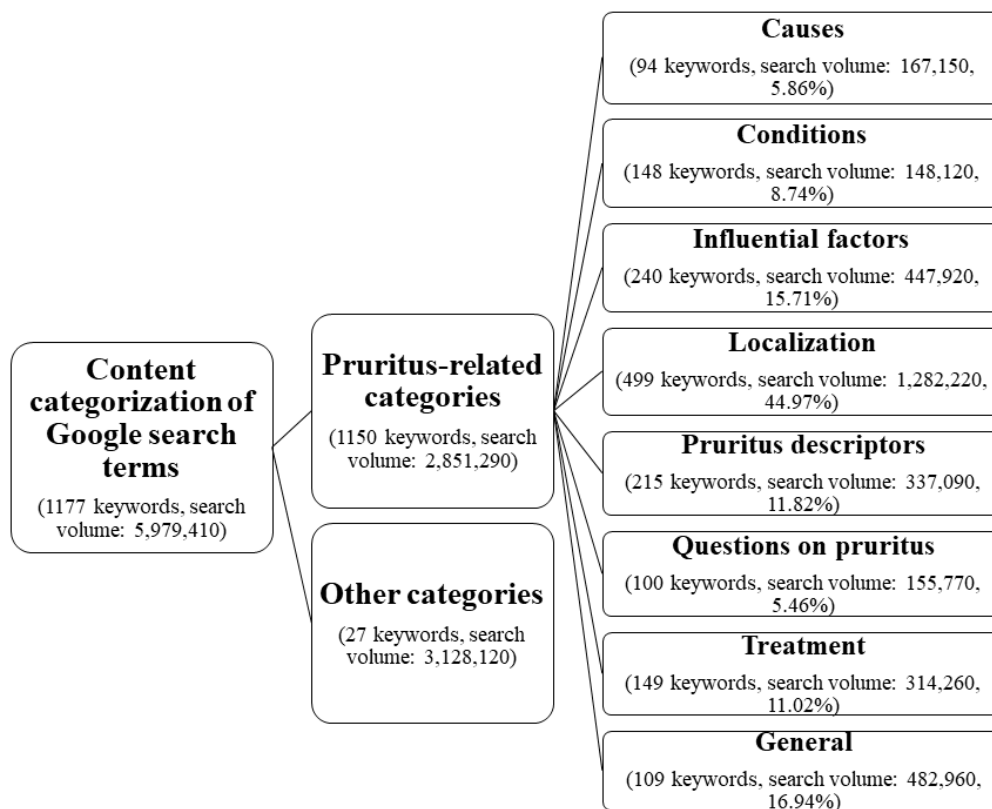 Content
categorization of
Google search
terms
(1177 keywords, search
volume: 5,979,410)
Pruritus-related
categories
(1150 keywords, search
volume: 2,851,290)
Other categories
(27 keywords, search
volume: 3,128,120)
Causes
(94 keywords, search volume: 167,150,
5.86%)
Conditions
(148 keywords, search volume: 148,120,
8.74%)
Influential factors
(240 keywords, search volume: 447,920,
15.71%)
Localization
(499 keywords, search volume: 1,282,220,
44.97%)
Pruritus descriptors
(215 keywords, search volume: 337,090,
11.82%)
Questions on pruritus
(100 keywords, search volume: 155,770,
5.46%)
Treatment
(149 keywords, search volume: 314,260,
11.02%)
General
(109 keywords, search volume: 482,960,
16.94%)